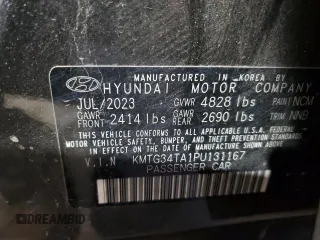 MANUFACTURED IN KOREA BY
HYUNDAI MOTOR COMPANY
JUL/2023 GVWR 4828 lbs PAINT NCM
GAWR FRONT 2414 lbs GAWR REAR 2690 lbs TRIM NNB
THIS VEHICLE CONFORMS TO ALL APPLICABLE U.S.A. FEDERAL
MOTOR VEHICLE SAFETY, BUMPER, AND THEFT PREVENTION
STANDARDS IN EFFECT ON THE DATE OF MANUFACTURE
SHOWN ABOVE.
V.I.N KMTG34TA1PU131167
PASSENGER CAR